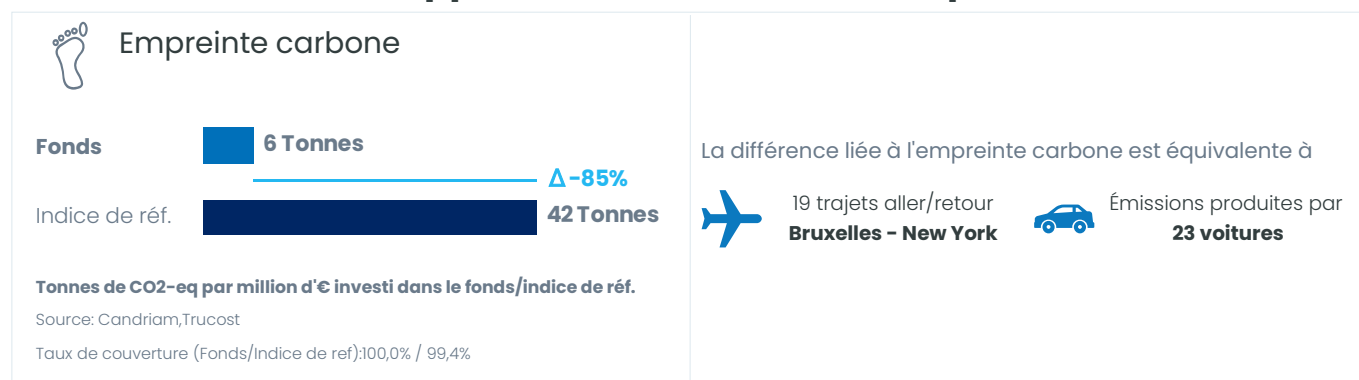 Empreinte carbone
Fonds
6 Tonnes
Δ-85%
Indice de réf.
42 Tonnes
Tonnes de CO2-eq par million d'€ investi dans le fonds/indice de réf.
Source: Candriam,Trucost
Taux de couverture (Fonds/Indice de ref):100,0% / 99,4%
La différence liée à l'empreinte carbone est équivalente à
19 trajets aller/retour
Bruxelles - New York
Émissions produites par
23 voitures